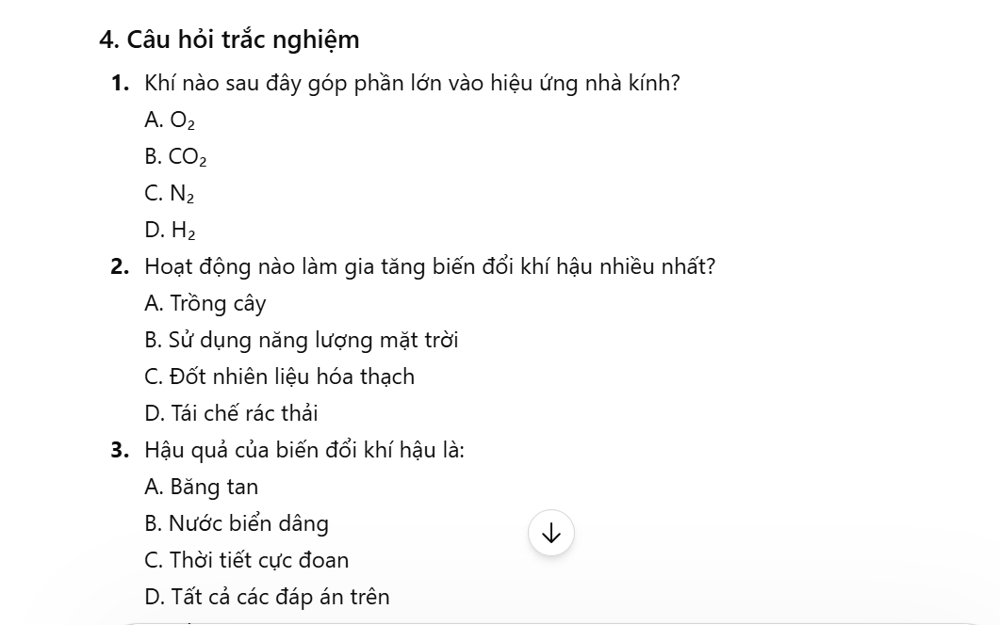 4. Câu hỏi trắc nghiệm
1. Khí nào sau đây góp phần lớn vào hiệu ứng nhà kính?
A. O₂
B. CO₂
C. N₂
D. H₂
2. Hoạt động nào làm gia tăng biến đổi khí hậu nhiều nhất?
A. Trồng cây
B. Sử dụng năng lượng mặt trời
C. Đốt nhiên liệu hóa thạch
D. Tái chế rác thải
3. Hậu quả của biến đổi khí hậu là:
A. Băng tan
B. Nước biển dâng
C. Thời tiết cực đoan
D. Tất cả các đáp án trên